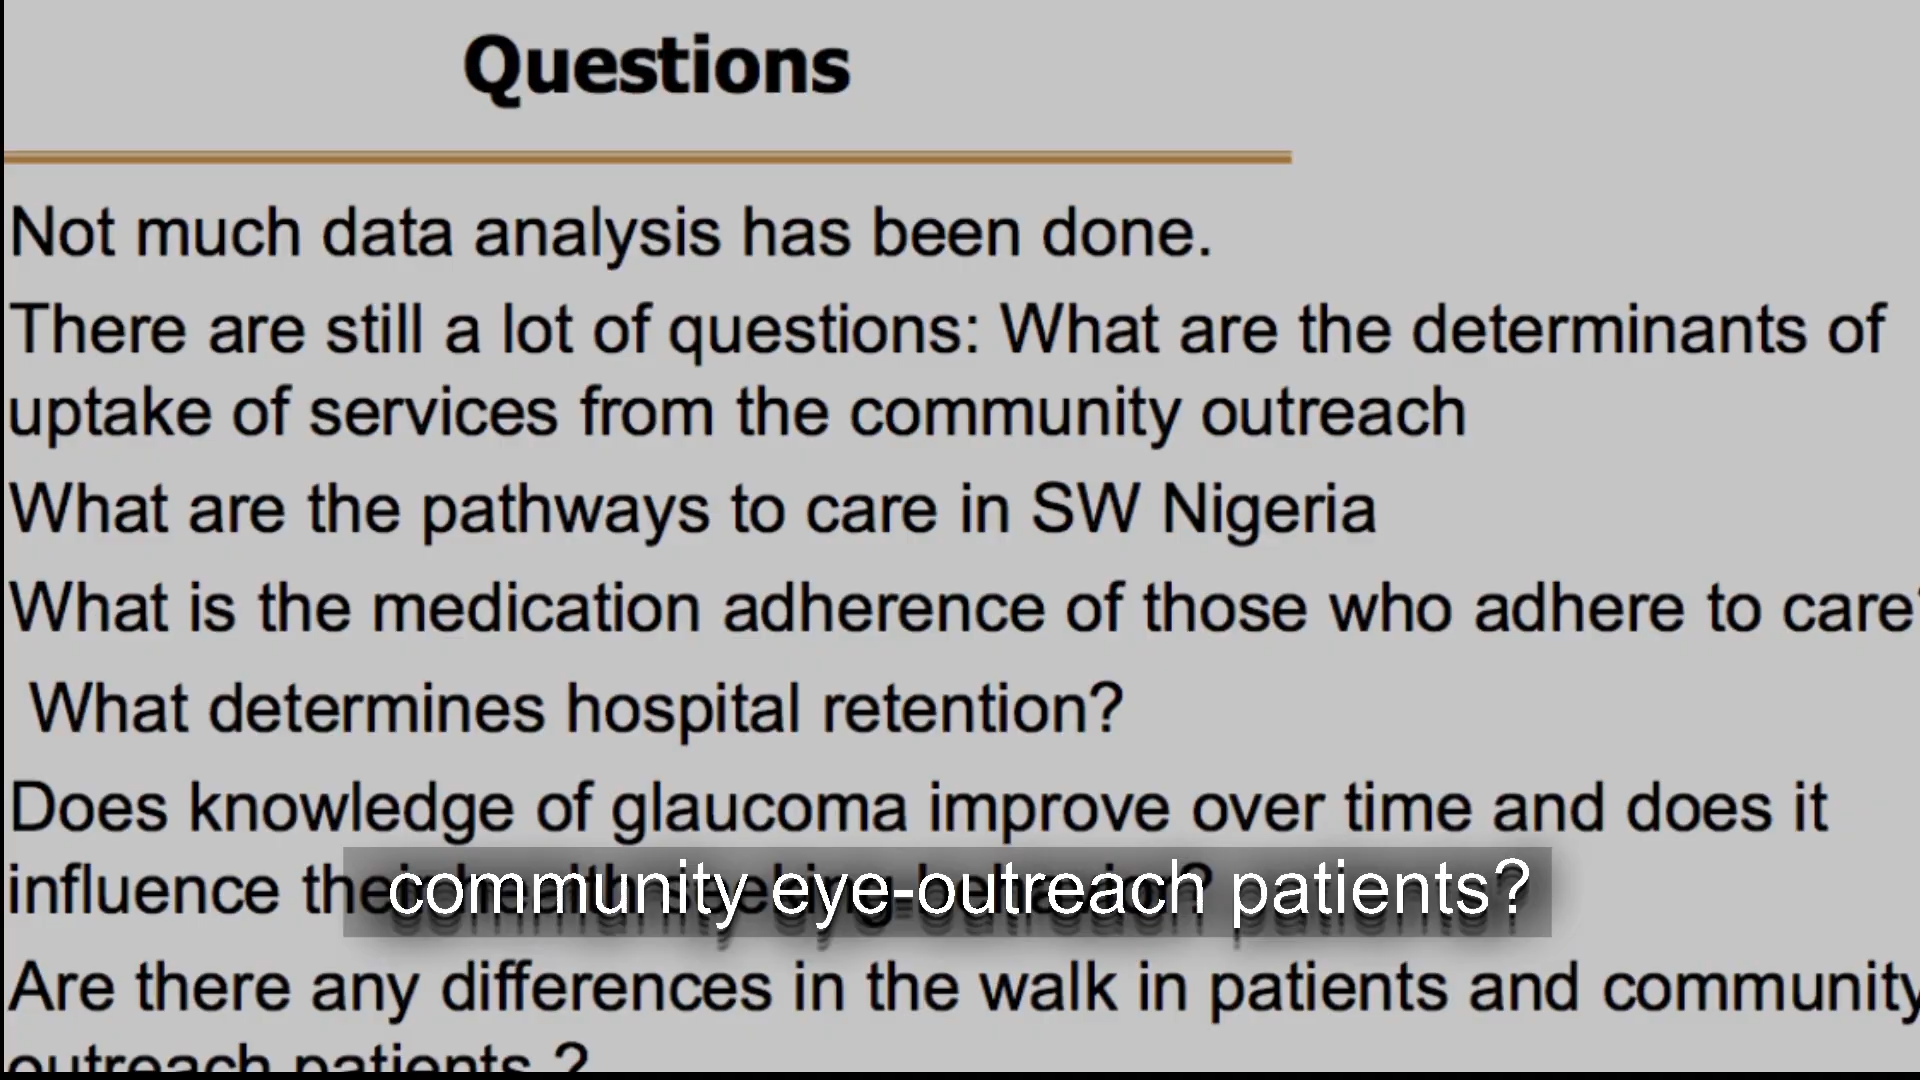 Questions
Not much data analysis has been done.
There are still a lot of questions: What are the determinants of
uptake of services from the community outreach
What are the pathways to care in SW Nigeria
What is the medication adherence of those who adhere to care?
What determines hospital retention?
Does knowledge of glaucoma improve over time and does it
influence
community eye-outreach patients?
Are there any differences in the walk in patients and community
outreach patients ?